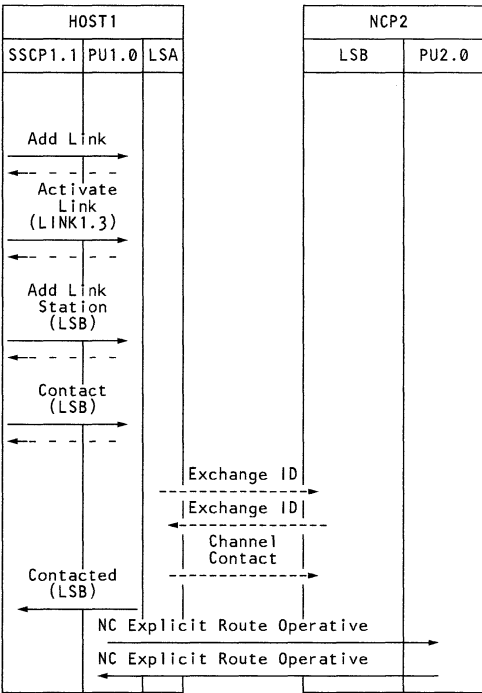 HOST1
NCP2
SSCP1.1 PU1.0 LSA
LSB PU2.0
Add Link
Activate
Link
(LINK1.3)
Add Link
Station
(LSB)
Contact
(LSB)
Exchange ID
Exchange ID
Channel
Contact
Contacted
(LSB)
NC Explicit Route Operative
NC Explicit Route Operative